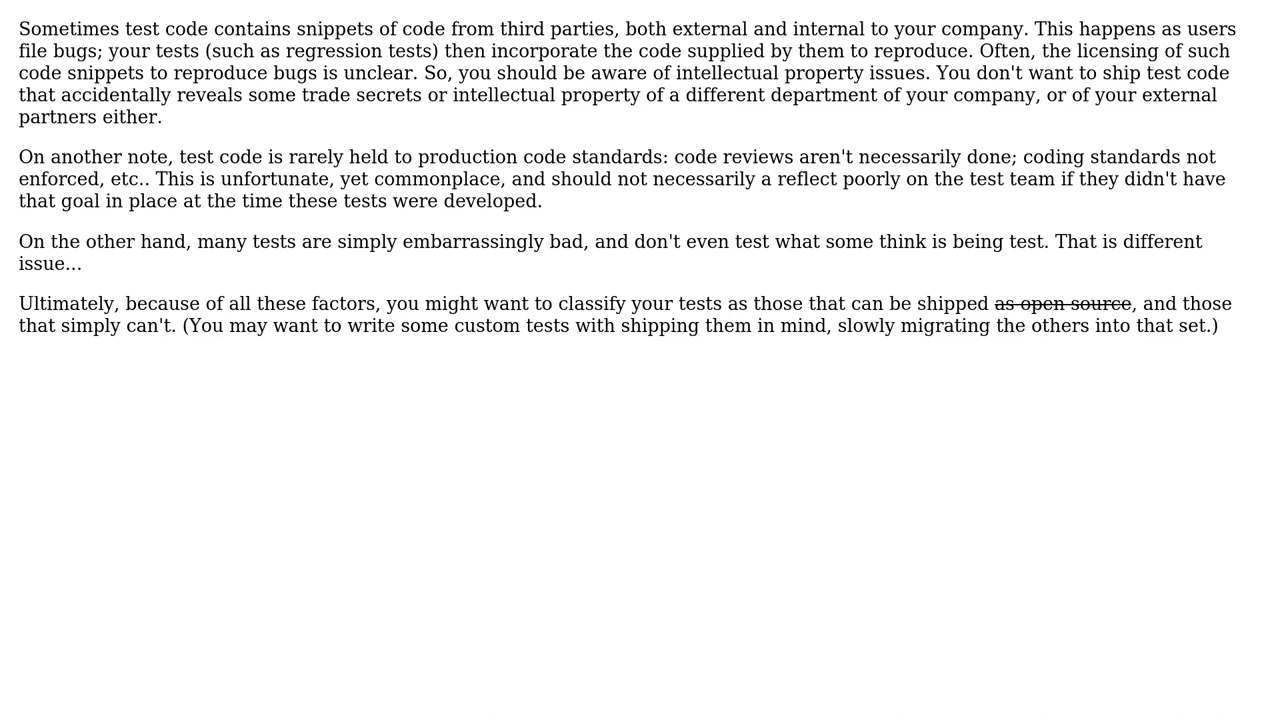 Sometimes test code contains snippets of code from third parties, both external and internal to your company. This happens as users
file bugs; your tests (such as regression tests) then incorporate the code supplied by them to reproduce. Often, the licensing of such
code snippets to reproduce bugs is unclear. So, you should be aware of intellectual property issues. You don't want to ship test code
that accidentally reveals some trade secrets or intellectual property of a different department of your company, or of your external
partners either.
On another note, test code is rarely held to production code standards: code reviews aren't necessarily done; coding standards not
enforced, etc.. This is unfortunate, yet commonplace, and should not necessarily a reflect poorly on the test team if they didn't have
that goal in place at the time these tests were developed.
On the other hand, many tests are simply embarrassingly bad, and don't even test what some think is being test. That is different
issue...
Ultimately, because of all these factors, you might want to classify your tests as those that can be shipped as open source, and those
that simply can't. (You may want to write some custom tests with shipping them in mind, slowly migrating the others into that set.)